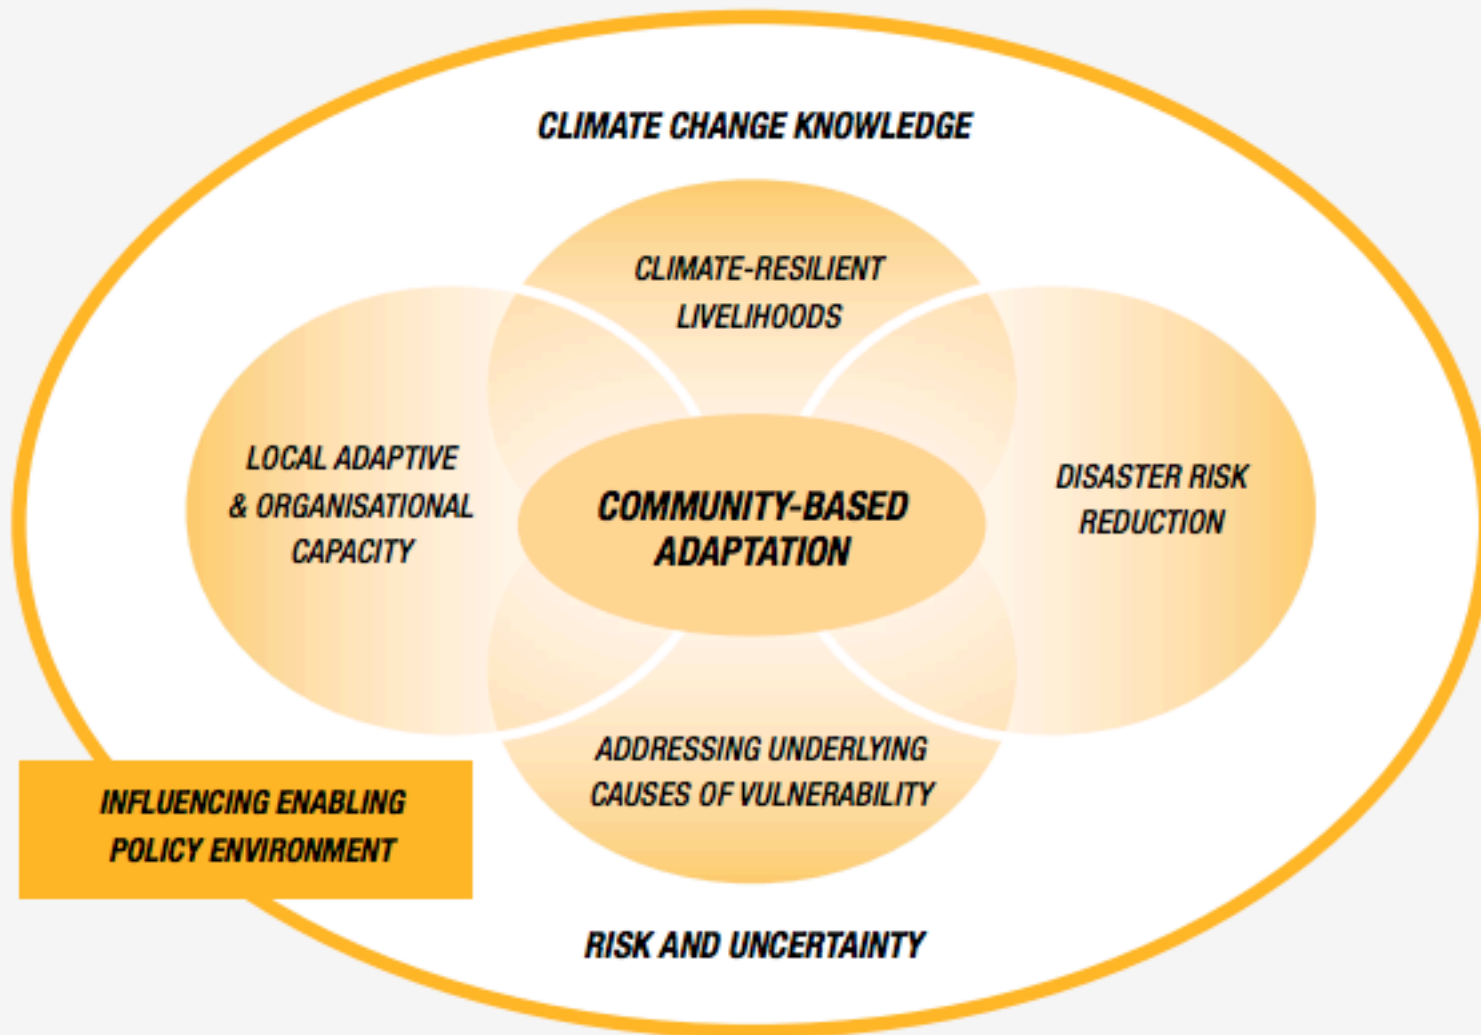 CLIMATE CHANGE KNOWLEDGE
CLIMATE-RESILIENT
LIVELIHOODS
LOCAL ADAPTIVE
& ORGANISATIONAL
CAPACITY
COMMUNITY-BASED
ADAPTATION
DISASTER RISK
REDUCTION
ADDRESSING UNDERLYING
CAUSES OF VULNERABILITY
INFLUENCING ENABLING
POLICY ENVIRONMENT
RISK AND UNCERTAINTY